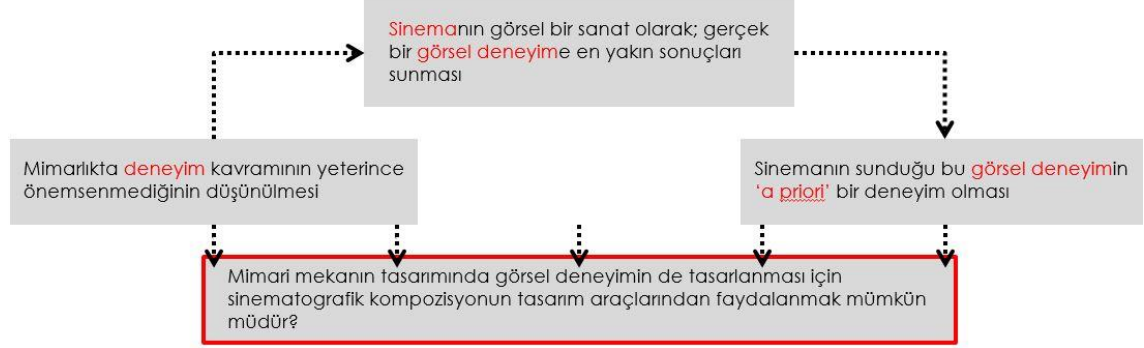 Sinemanın görsel bir sanat olarak; gerçek
bir görsel deneyime en yakın sonuçları
sunması
Mimarlıkta deneyim kavramının yeterince
önemsenmediğinin düşünülmesi
Sinemanın sunduğu bu görsel deneyimin
‘a priori’ bir deneyim olması
Mimari mekanın tasarımında görsel deneyimin de tasarlanması için
sinematografik kompozisyonun tasarım araçlarından faydalanmak mümkün
müdür?